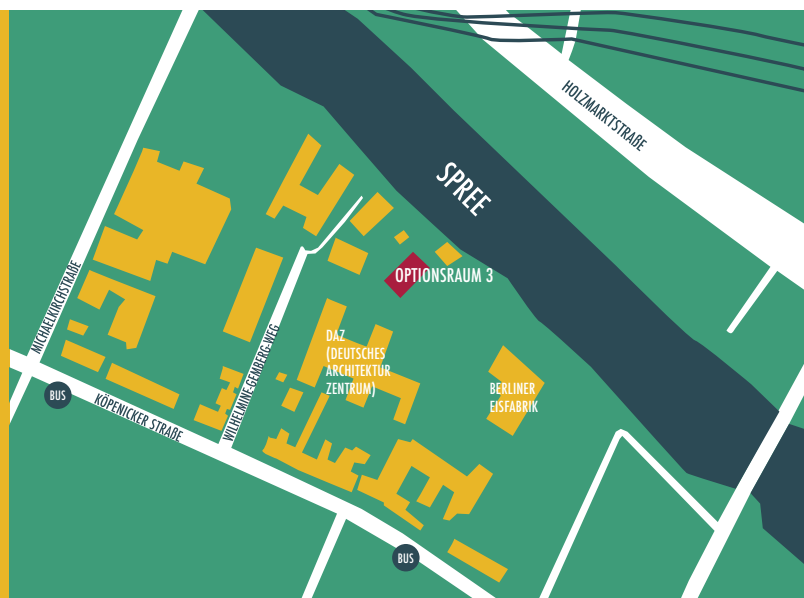 HOLZMARKTSTRAßE
SPREE
OPTIONSRAUM 3
MICHAELKIRCHSTRAßE
WILHELMINE-GEMBERG-WEG
DAZ
(DEUTSCHES
ARCHITEKTUR
ZENTRUM)
BERLINER
EISFABRIK
BUS
KÖPENICKER STRAßE
BUS